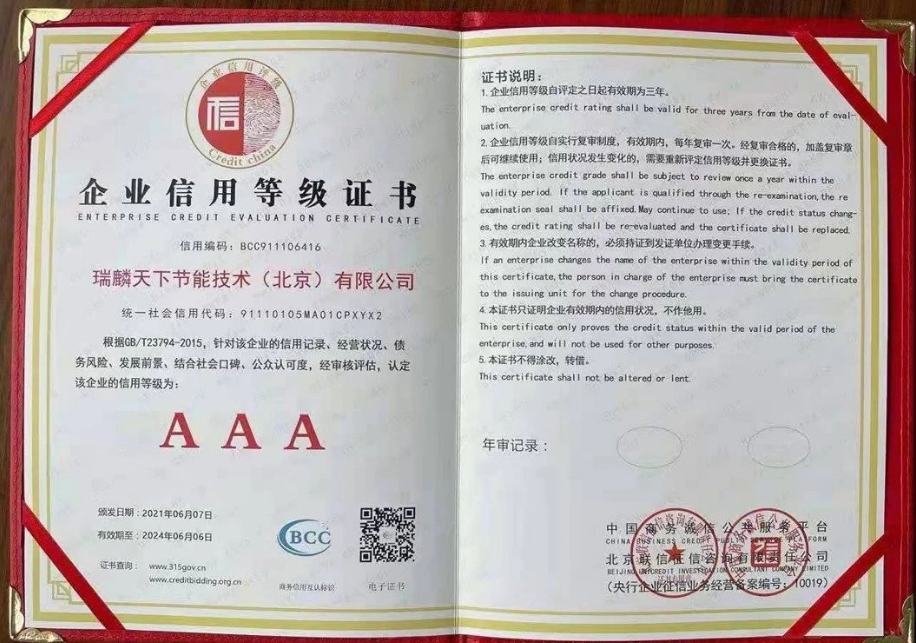 企业信用评级
信
Credit china
企业信用等级证书
ENTERPRISE CREDIT EVALUATION CERTIFICATE
信用编码：BCC911106416
瑞麟天下节能技术（北京）有限公司
统一社会信用代码：91110105MA01CPXYX2
根据GB/T23794-2015，针对该企业的信用记录、经营状况、债
务风险、发展前景、结合社会口碑、公众认可度，经审核评估，认定
该企业的信用等级为：
AAA
颁发日期：2021年06月07日
有效期至：2024年06月06日
证书查询： www.315gov.cn
www.creditbidding.org.cn
BCC
商务信用互认标识
电子证书
证书说明：
1. 企业信用等级自评定之日起有效期为三年。
The enterprise credit rating shall be valid for three years from the date of eval-
uation.
2. 企业信用等级自实行复审制度，有效期内，每年复审一次。经复审合格的，加盖复审章
后可继续使用；信用状况发生变化的，需要重新评定信用等级并更换证书。
The enterprise credit grade shall be subject to review once a year within the
validity period. If the applicant is qualified through the re-examination, the re
examination seal shall be affixed. May continue to use; If the credit status chang-
es, the credit rating shall be re-evaluated and the certificate shall be replaced.
3. 有效期内企业改变名称的，必须持证到发证单位办理变更手续。
If an enterprise changes the name of the enterprise within the validity period of
this certificate, the person in charge of the enterprise must bring the certificate
to the issuing unit for the change procedure.
4. 本证书只证明企业有效期内的信用状况，不作他用。
This certificate only proves the credit status within the valid period of the
enterprise, and will not be used for other purposes.
5. 本证书不得涂改，转借。
This certificate shall not be altered or lent.
年审记录：
中国商务诚信公共服务平台
CHINA BUSINESS CREDIT PUBLIC SERVICE PLATFORM
北京联信征信咨询有限责任公司
BEIJING UNICREDIT INVESTIGATION CONSULTANT COMPANY LIMITED
（央行企业征信业务经营备案编号：10019）